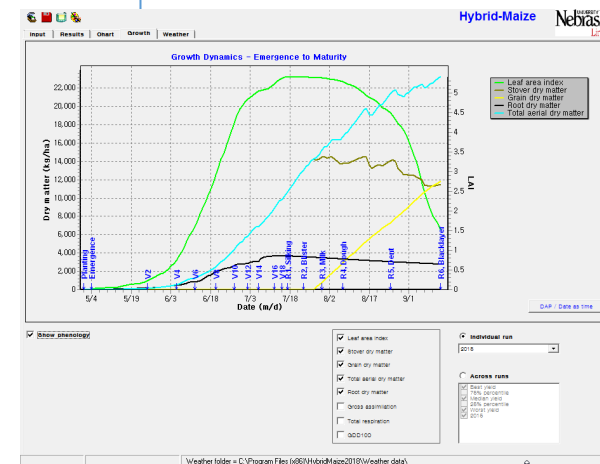 Hybrid-Maize
UNIVERSITY OF
Nebras
Li
Input | Results | Chart | Growth | Weather |
Growth Dynamics - Emergence to Maturity
Leaf area index
Stover dry matter
Grain dry matter
Root dry matter
Total aerial dry matter
Dry matter (kg/ha)
22,000
20,000
18,000
16,000
14,000
12,000
10,000
8,000
6,000
4,000
2,000
0
5
4.5
4
3.5
3
2.5
2
1.5
1
0.5
0
LAI
Planting
Emergence
V2
V4
V6
V10
V12
V14
V16
V18
R1, Silking
R2, Blister
R3, Milk
R4, Dough
R5, Dent
R6, Blacklayer
5/4 5/19 6/3 6/18 7/3 7/18 8/2 8/17 9/1
Date (m/d)
DAP / Date as time
Show phenology
Leaf area index
Stover dry matter
Grain dry matter
Total aerial dry matter
Root dry matter
Gross assimilation
Total respiration
GDD10C
Individual run
2018
Across runs
Best yield
75% percentile
Median yield
25% percentile
Worst yield
2018
Weather folder = C:\Program Files (x86)\HybridMaize2018\Weather data\